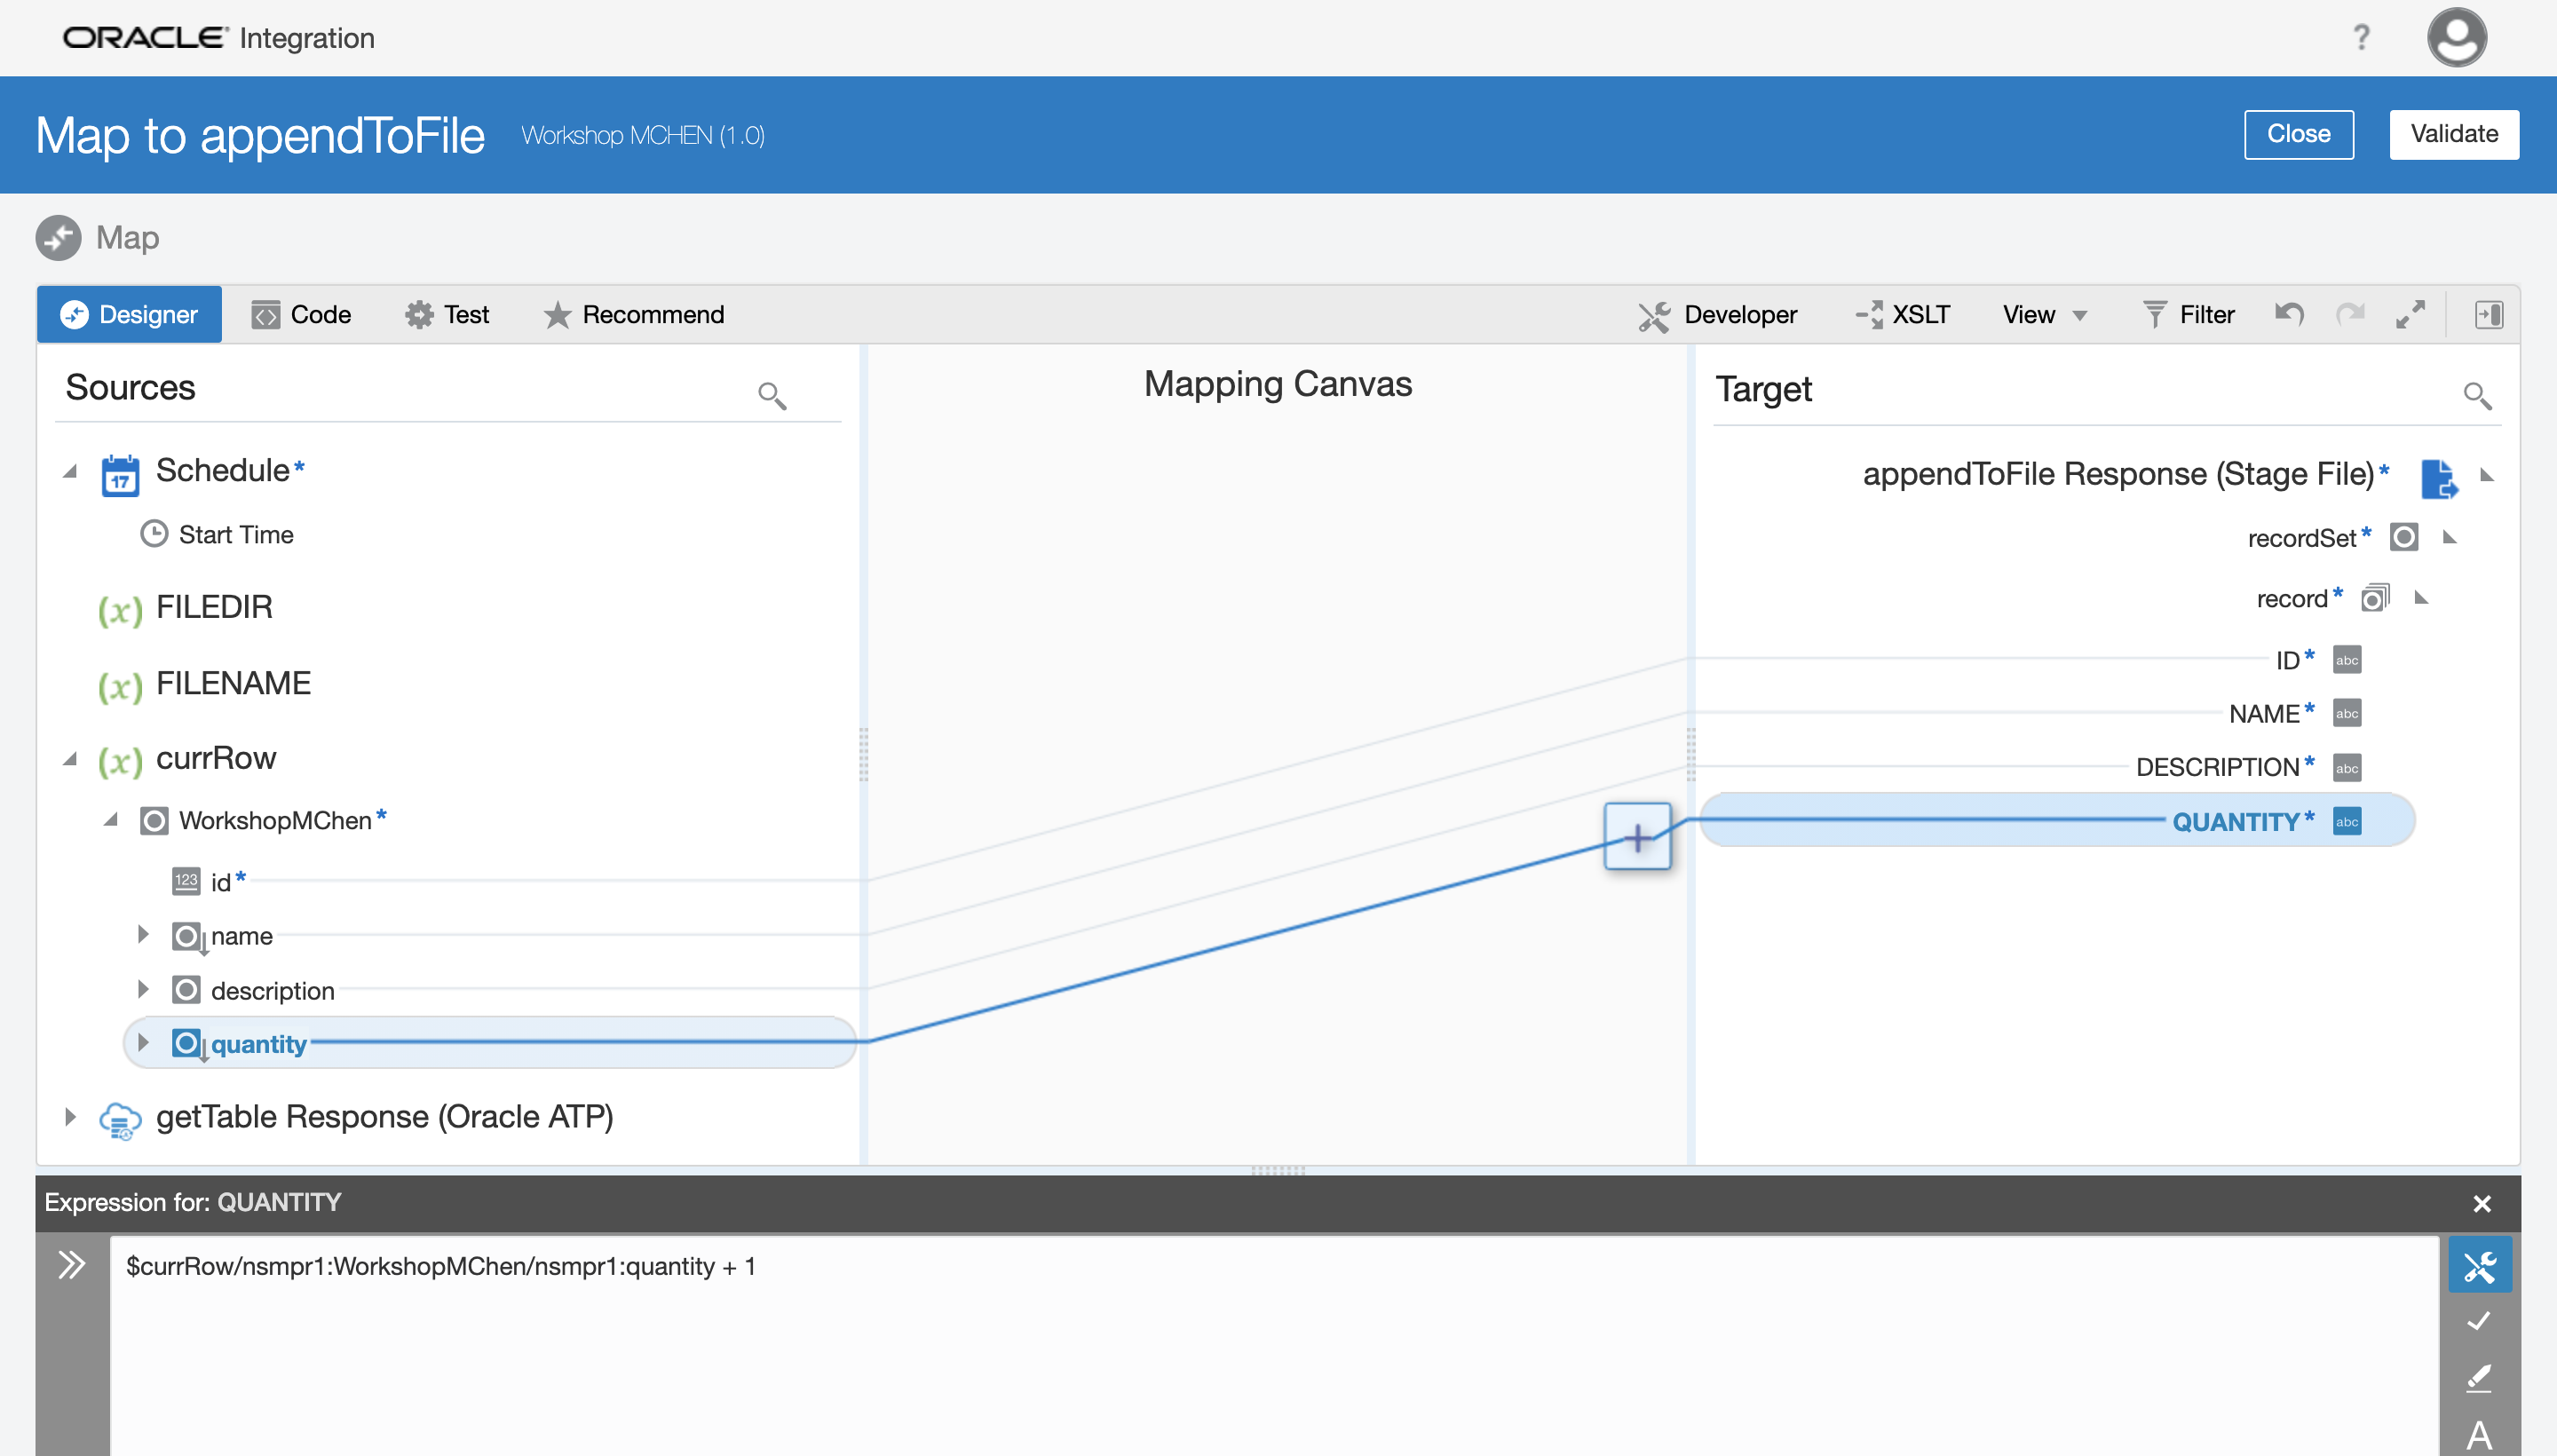 ORACLE Integration
?
Map to appendToFile Workshop MCHEN (1.0) Close Validate
Map
Designer Code Test Recommend Developer XSLT View Filter
Sources
Mapping Canvas
Target
17 Schedule*
Start Time
(x) FILEDIR
(x) FILENAME
(x) currRow
WorkshopMChen*
123 id*
name
description
quantity
getTable Response (Oracle ATP)
appendToFile Response (Stage File)*
recordSet*
record*
ID* abc
NAME* abc
DESCRIPTION* abc
QUANTITY* abc
Expression for: QUANTITY
$currRow/nsmpr1:WorkshopMChen/nsmpr1:quantity + 1
A